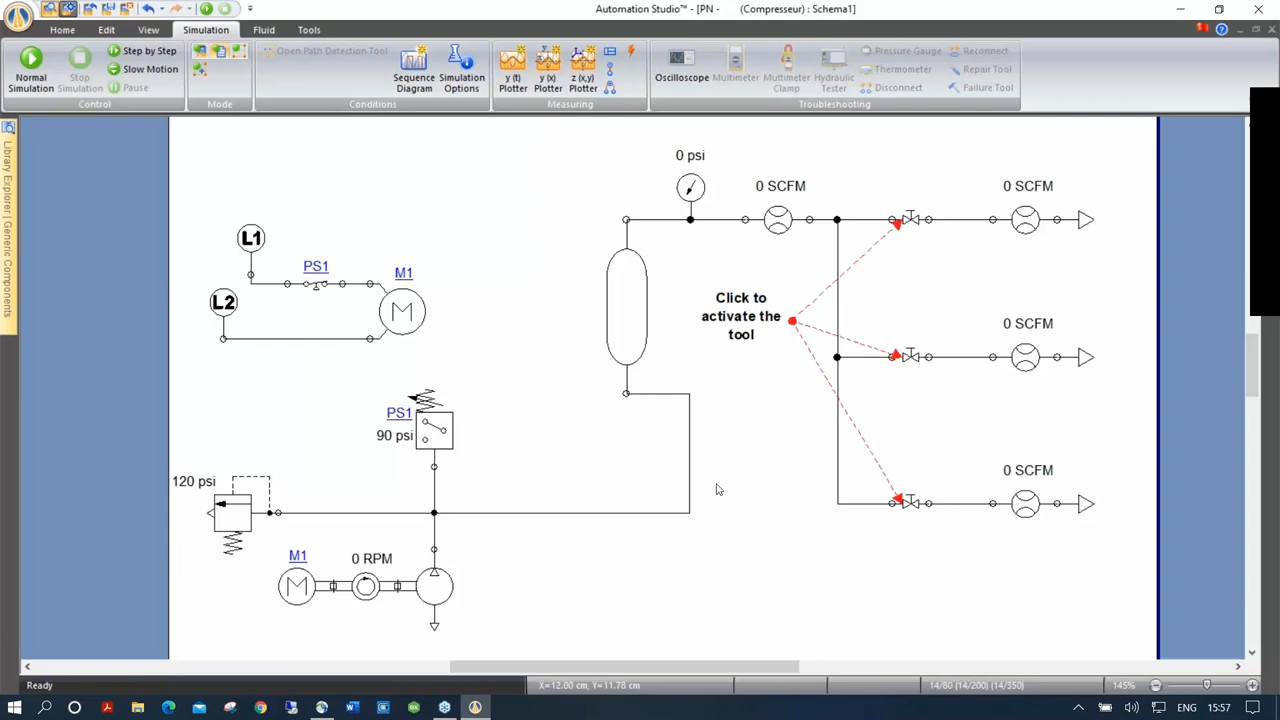 Automation Studio™ - [PN - (Compresseur) : Schema1]
Home
Edit
View
Simulation
Fluid
Tools
Normal Simulation
Stop Simulation
Step by Step
Slow Motion
Pause
Control
Mode
Open Path Detection Tool
Sequence Diagram
Simulation Options
Conditions
y (t) Plotter
y (x) Plotter
z (x,y) Plotter
Measuring
Oscilloscope
Multimeter
Multimeter Clamp
Hydraulic Tester
Pressure Gauge
Thermometer
Disconnect
Reconnect
Repair Tool
Failure Tool
Troubleshooting
Library Explorer [ Generic Components ]
0 psi
0 SCFM
0 SCFM
L1
PS1
M1
L2
M
Click to
activate the
tool
0 SCFM
PS1
90 psi
120 psi
0 SCFM
M1
0 RPM
M
Ready
X=12.00 cm, Y=11.78 cm
14/80 (14/200) (14/350)
145%
ENG
15:57